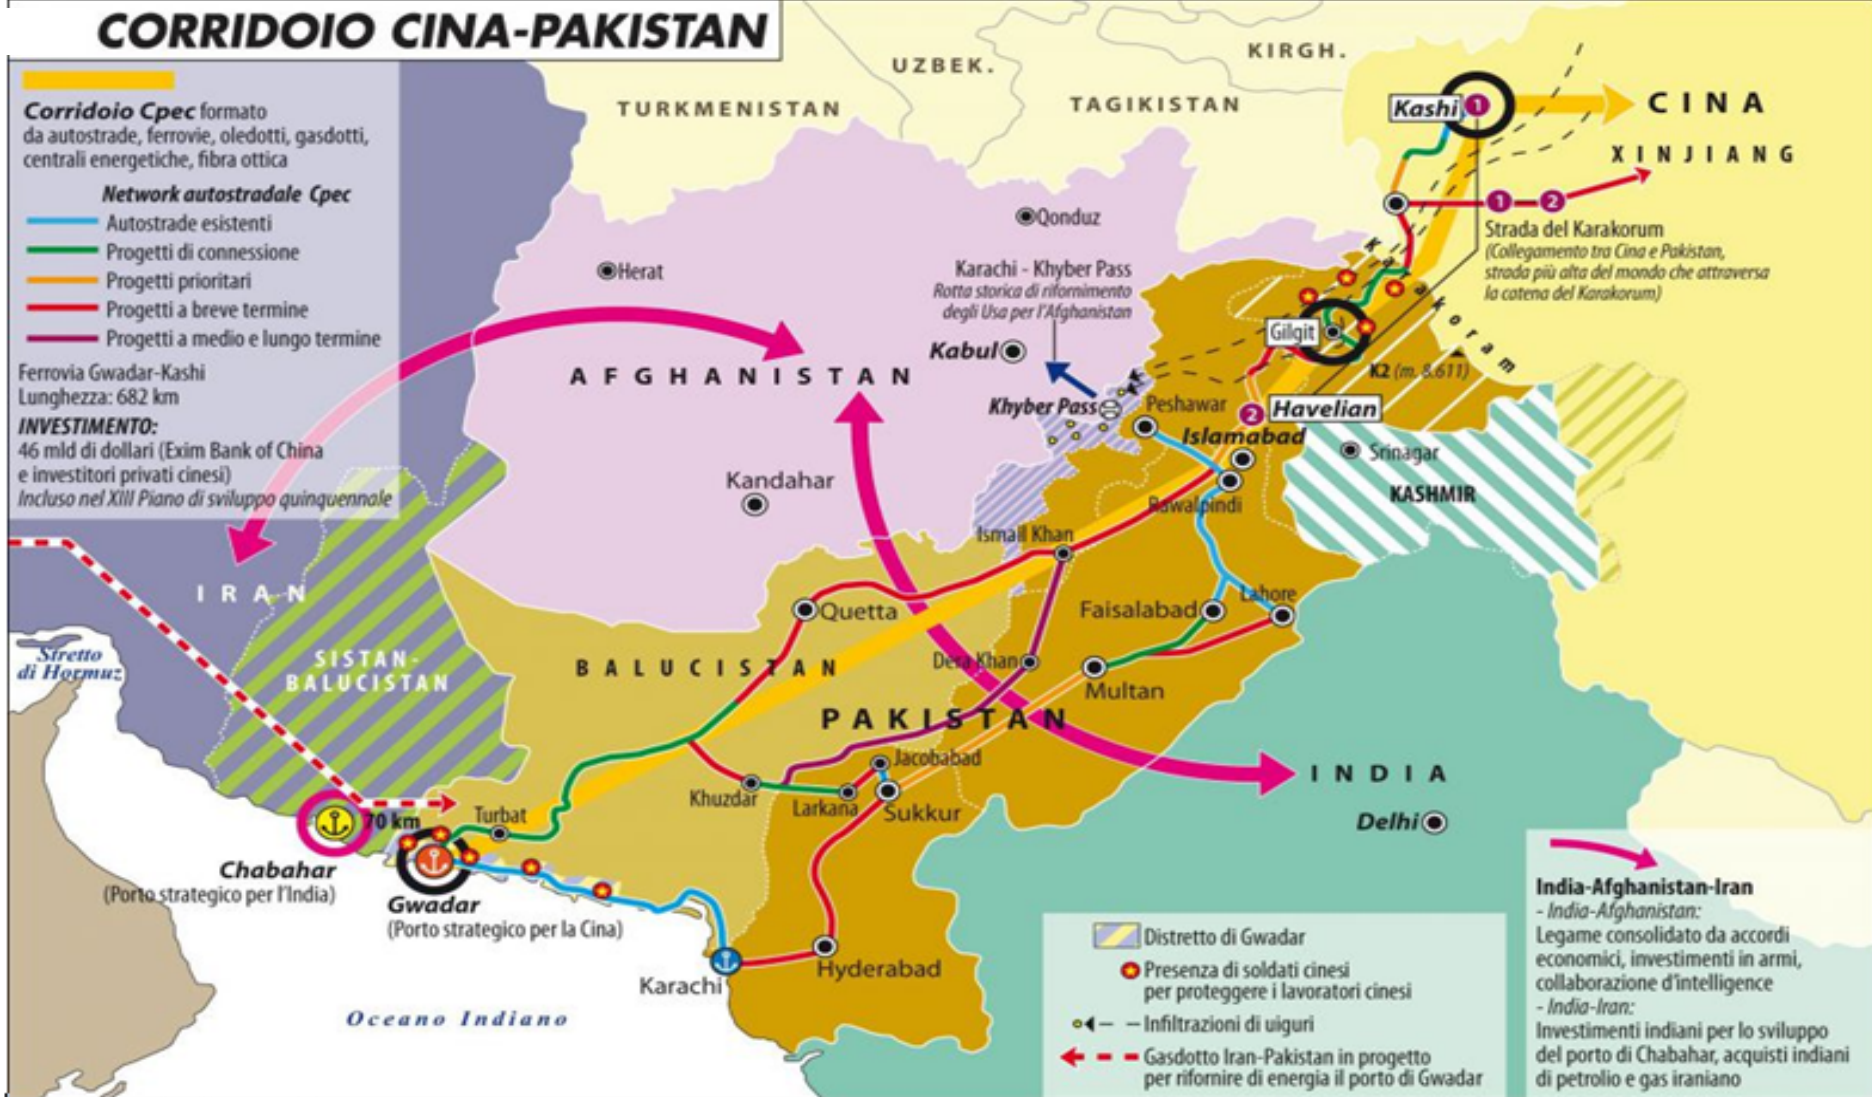 CORRIDOIO CINA-PAKISTAN
Corridoio Cpec formato
da autostrade, ferrovie, oledotti, gasdotti,
centrali energetiche, fibra ottica
Network autostradale Cpec
Autostrade esistenti
Progetti di connessione
Progetti prioritari
Progetti a breve termine
Progetti a medio e lungo termine
Ferrovia Gwadar-Kashi
Lunghezza: 682 km
INVESTIMENTO:
46 mld di dollari (Exim Bank of China
e investitori privati cinesi)
Incluso nel XIII Piano di sviluppo quinquennale
UZBEK.
KIRGH.
TURKMENISTAN
TAGIKISTAN
Kashi
1
CINA
XINJIANG
1
2
Strada del Karakorum
(Collegamento tra Cina e Pakistan,
strada più alta del mondo che attraversa
la catena del Karakorum)
Karakoram
Qonduz
Herat
Karachi - Khyber Pass
Rotta storica di rifornimento
degli Usa per l'Afghanistan
Kabul
AFGHANISTAN
Gilgit
K2 (m. 8.611)
Khyber Pass
Peshawar
2
Havelian
Islamabad
Srinagar
KASHMIR
Kandahar
Rawalpindi
Ismail Khan
IRAN
Quetta
Faisalabad
Lahore
Stretto
di Hormuz
SISTAN-
BALUCISTAN
BALUCISTAN
Dera Khan
Multan
PAKISTAN
Jacobabad
INDIA
Khuzdar
Larkana
Sukkur
Turbat
70 km
Delhi
Chabahar
(Porto strategico per l'India)
Gwadar
(Porto strategico per la Cina)
Karachi
Hyderabad
Oceano Indiano
Distretto di Gwadar
Presenza di soldati cinesi
per proteggere i lavoratori cinesi
Infiltrazioni di uiguri
Gasdotto Iran-Pakistan in progetto
per rifornire di energia il porto di Gwadar
India-Afghanistan-Iran
- India-Afghanistan:
Legame consolidato da accordi
economici, investimenti in armi,
collaborazione d'intelligence
- India-Iran:
Investimenti indiani per lo sviluppo
del porto di Chabahar, acquisti indiani
di petrolio e gas iraniano